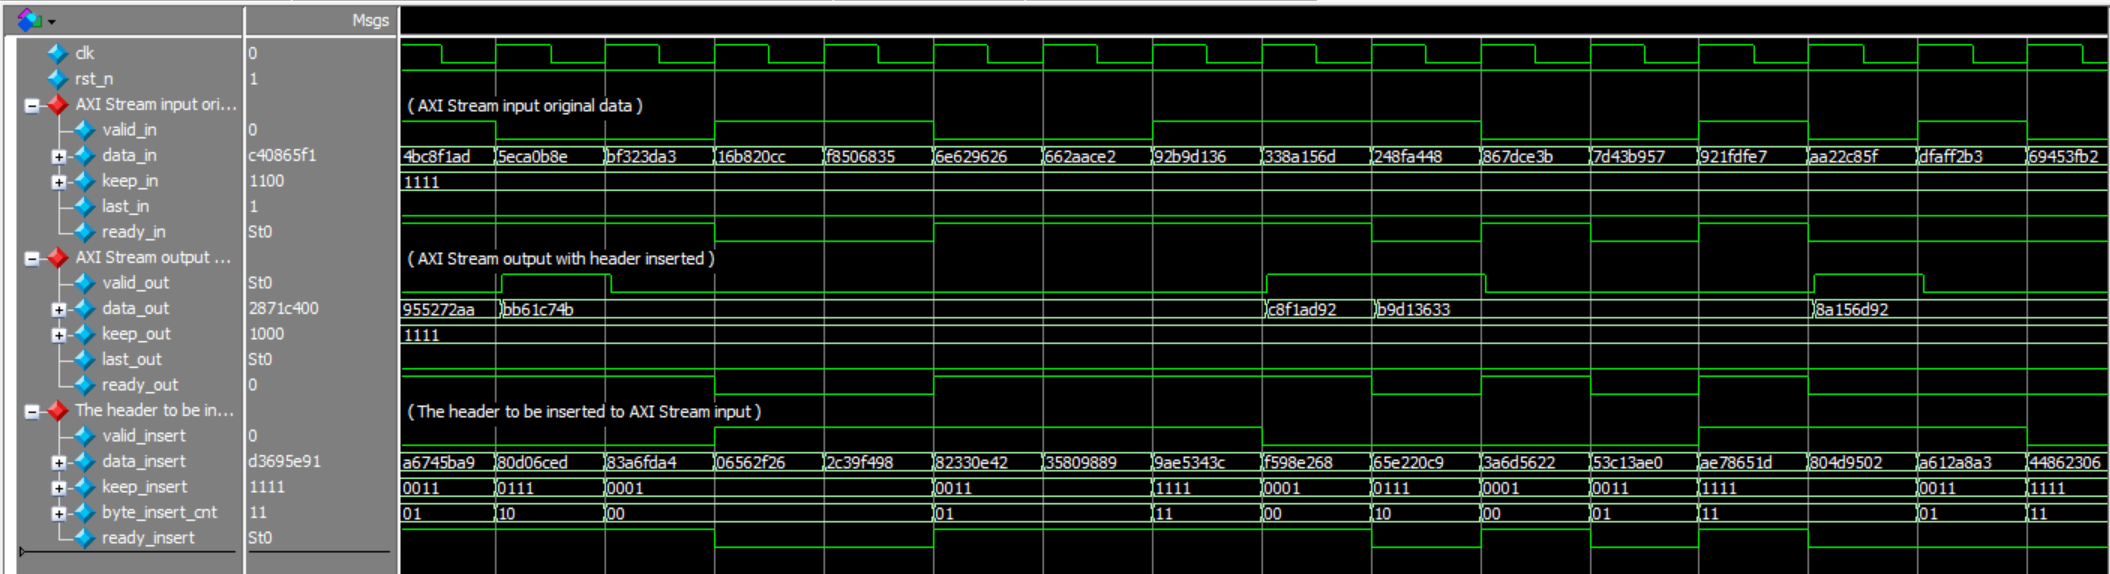 Msgs
clk 0
rst_n 1
AXI Stream input ori... ( AXI Stream input original data )
valid_in 0
data_in c40865f1 4bc8f1ad 5eca0b8e bf323da3 16b820cc f8506835 6e629626 662aace2 92b9d136 338a156d 248fa448 867dce3b 7d43b957 921fdfe7 aa22c85f dfaff2b3 69453fb2
keep_in 1100 1111
last_in 1
ready_in St0
AXI Stream output ... ( AXI Stream output with header inserted )
valid_out St0
data_out 2871c400 955272aa bb61c74b c8f1ad92 b9d13633 8a156d92
keep_out 1000 1111
last_out St0
ready_out 0
The header to be in... ( The header to be inserted to AXI Stream input )
valid_insert 0
data_insert d3695e91 a6745ba9 80d06ced 83a6fda4 06562f26 2c39f498 82330e42 35809889 9ae5343c f598e268 65e220c9 3a6d5622 53c13ae0 ae78651d 804d9502 a612a8a3 44862306
keep_insert 1111 0011 0111 0001 0011 1111 0001 0111 0001 0011 1111 0011 1111
byte_insert_cnt 11 01 10 00 01 11 00 10 00 01 11 01 11
ready_insert St0